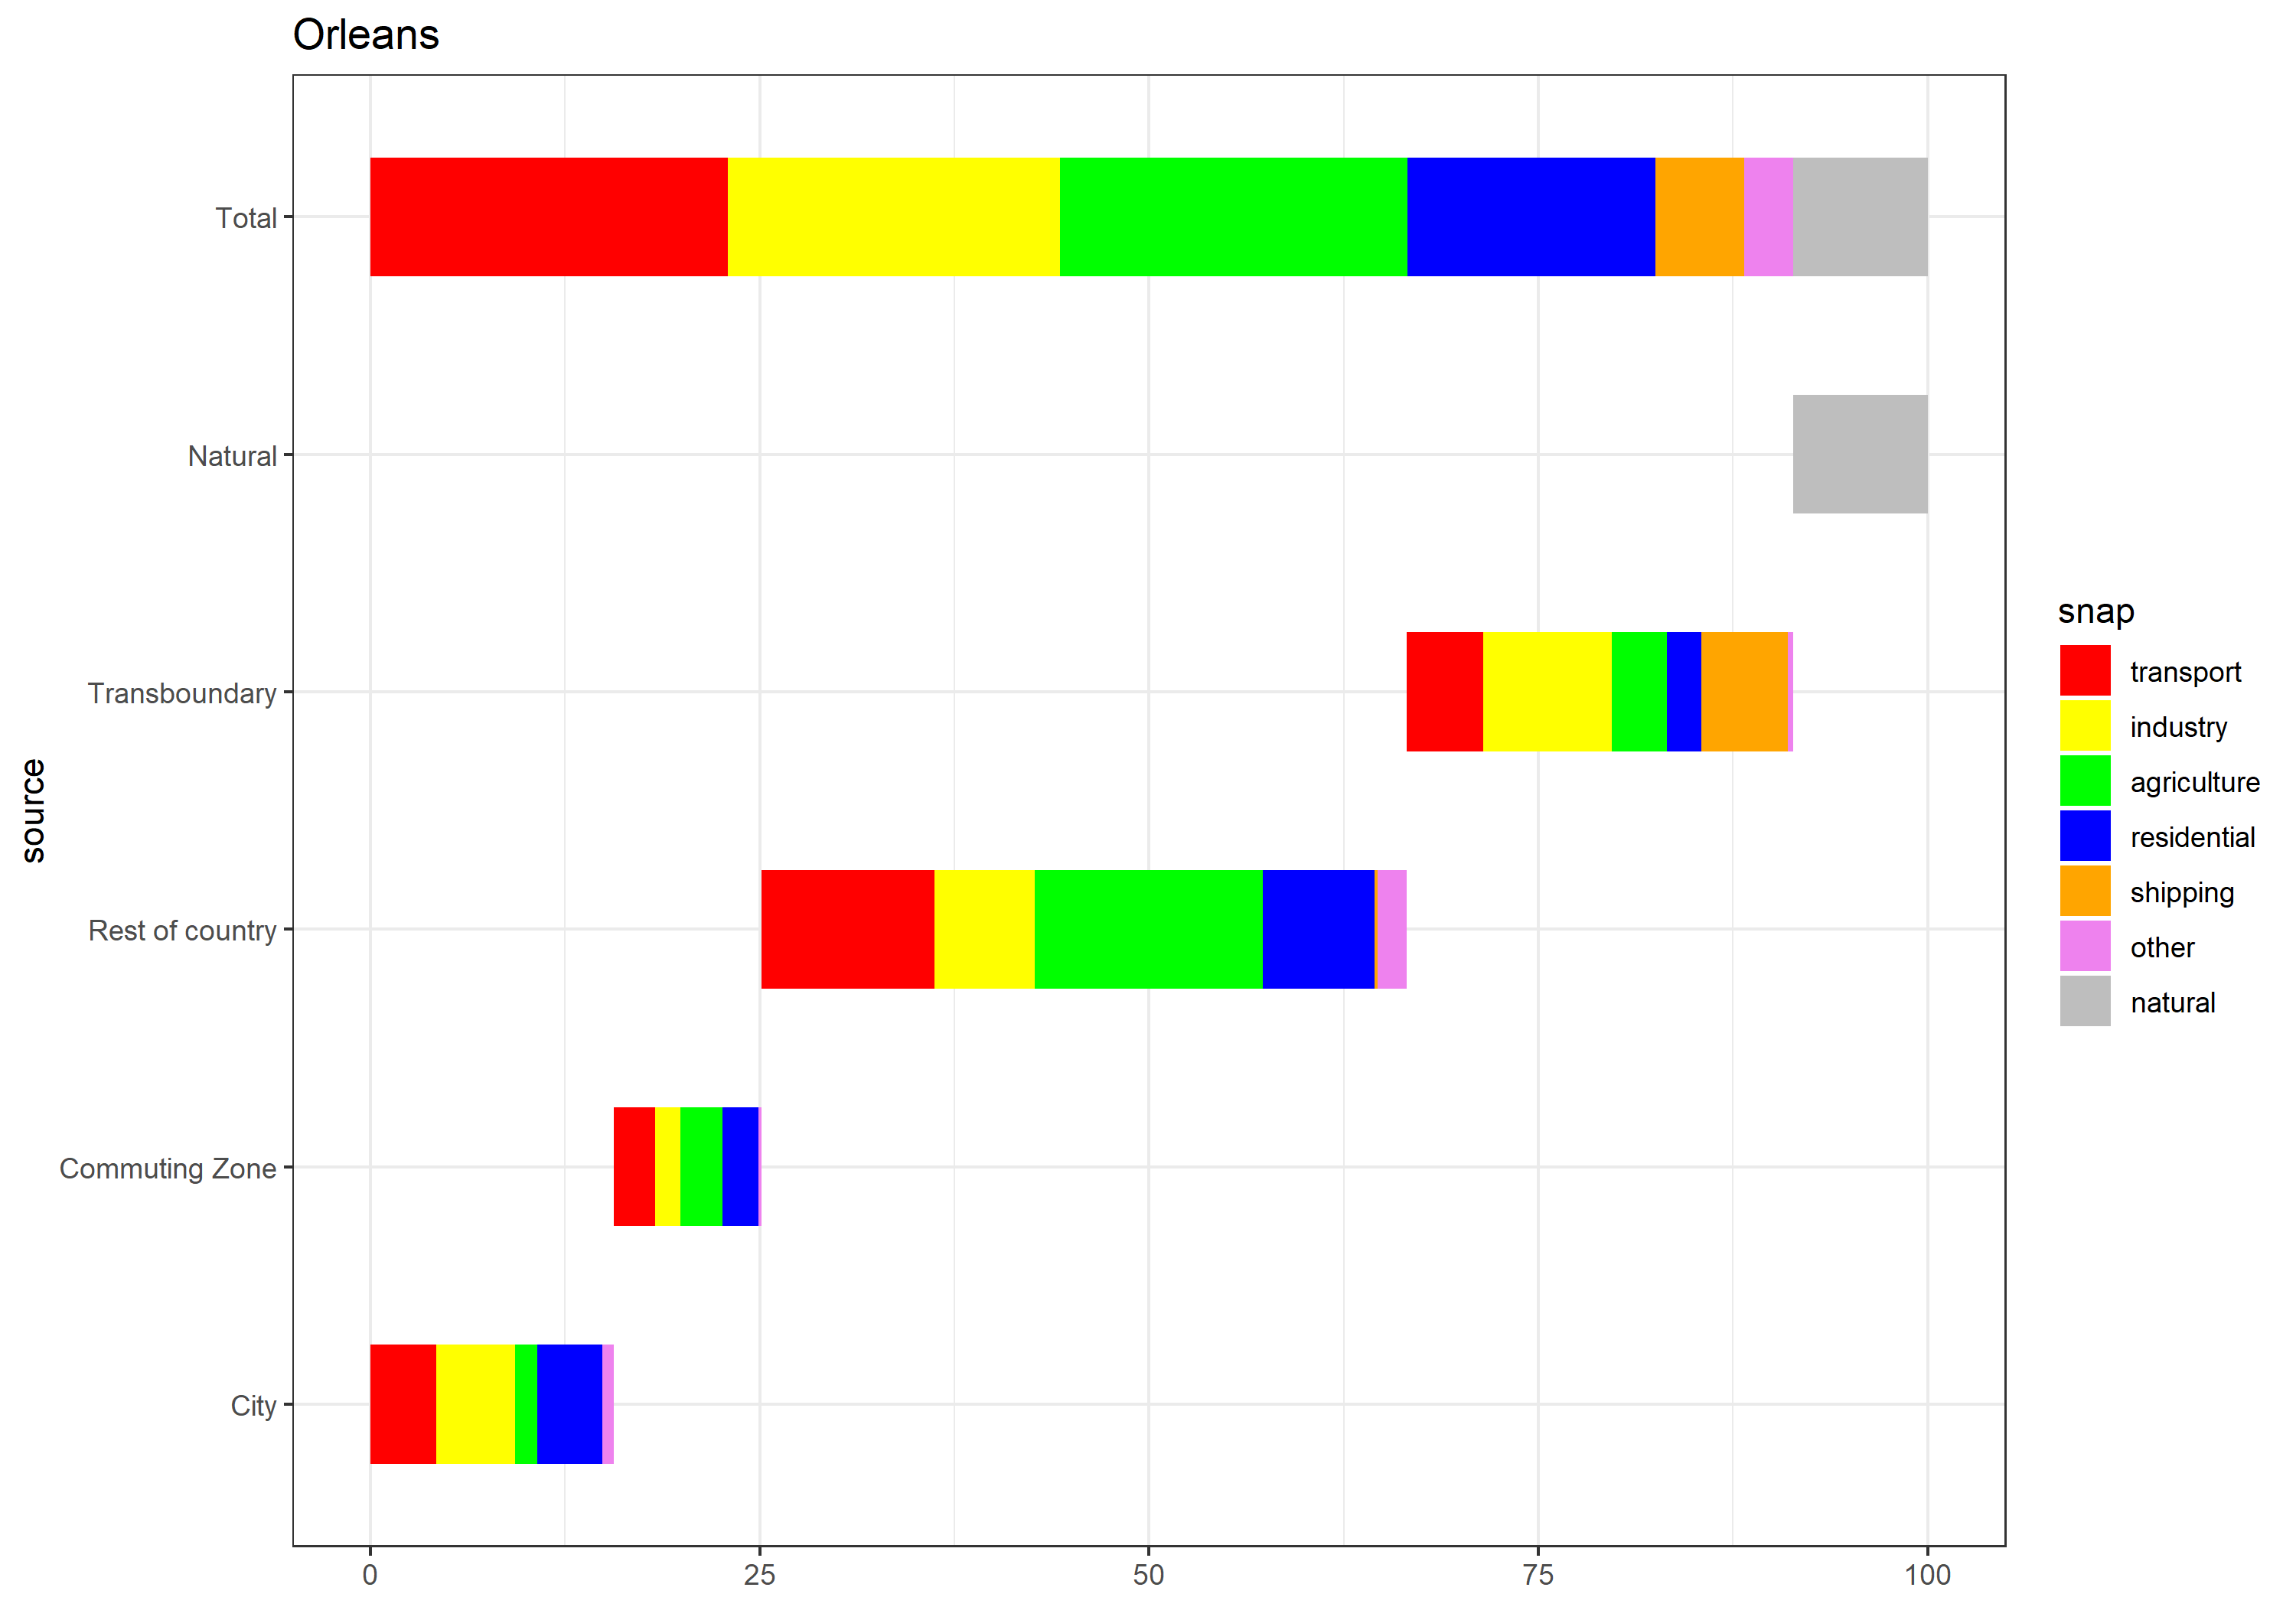 Orleans
source
Total
Natural
Transboundary
Rest of country
Commuting Zone
City
0 25 50 75 100
snap
transport
industry
agriculture
residential
shipping
other
natural